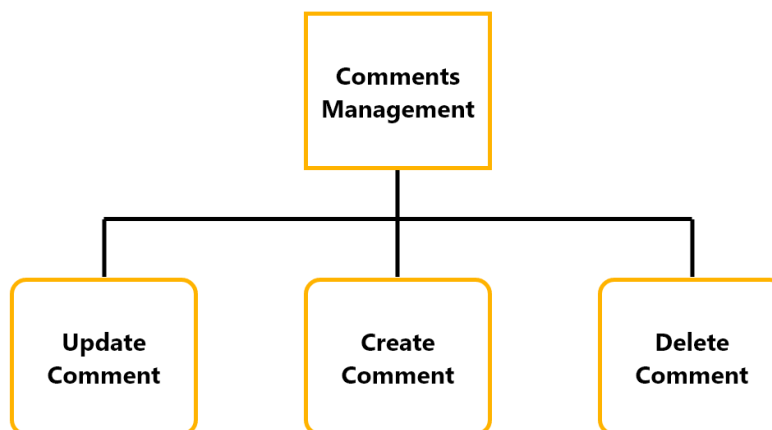 Comments
Management
Update
Comment
Create
Comment
Delete
Comment